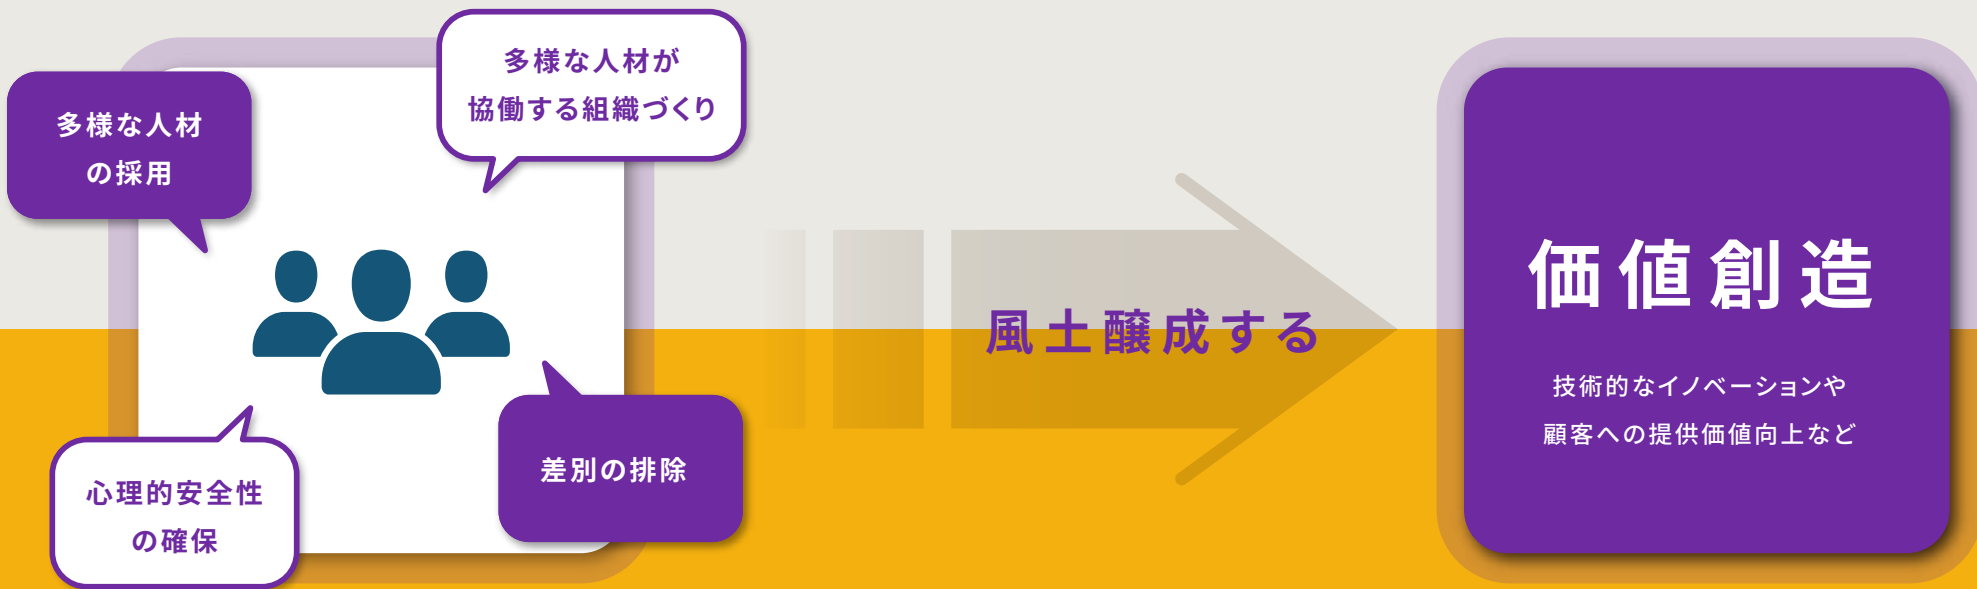 多様な人材
の採用
多様な人材が
協働する組織づくり
心理的安全性
の確保
差別の排除
風土醸成する
価値創造
技術的なイノベーションや
顧客への提供価値向上など